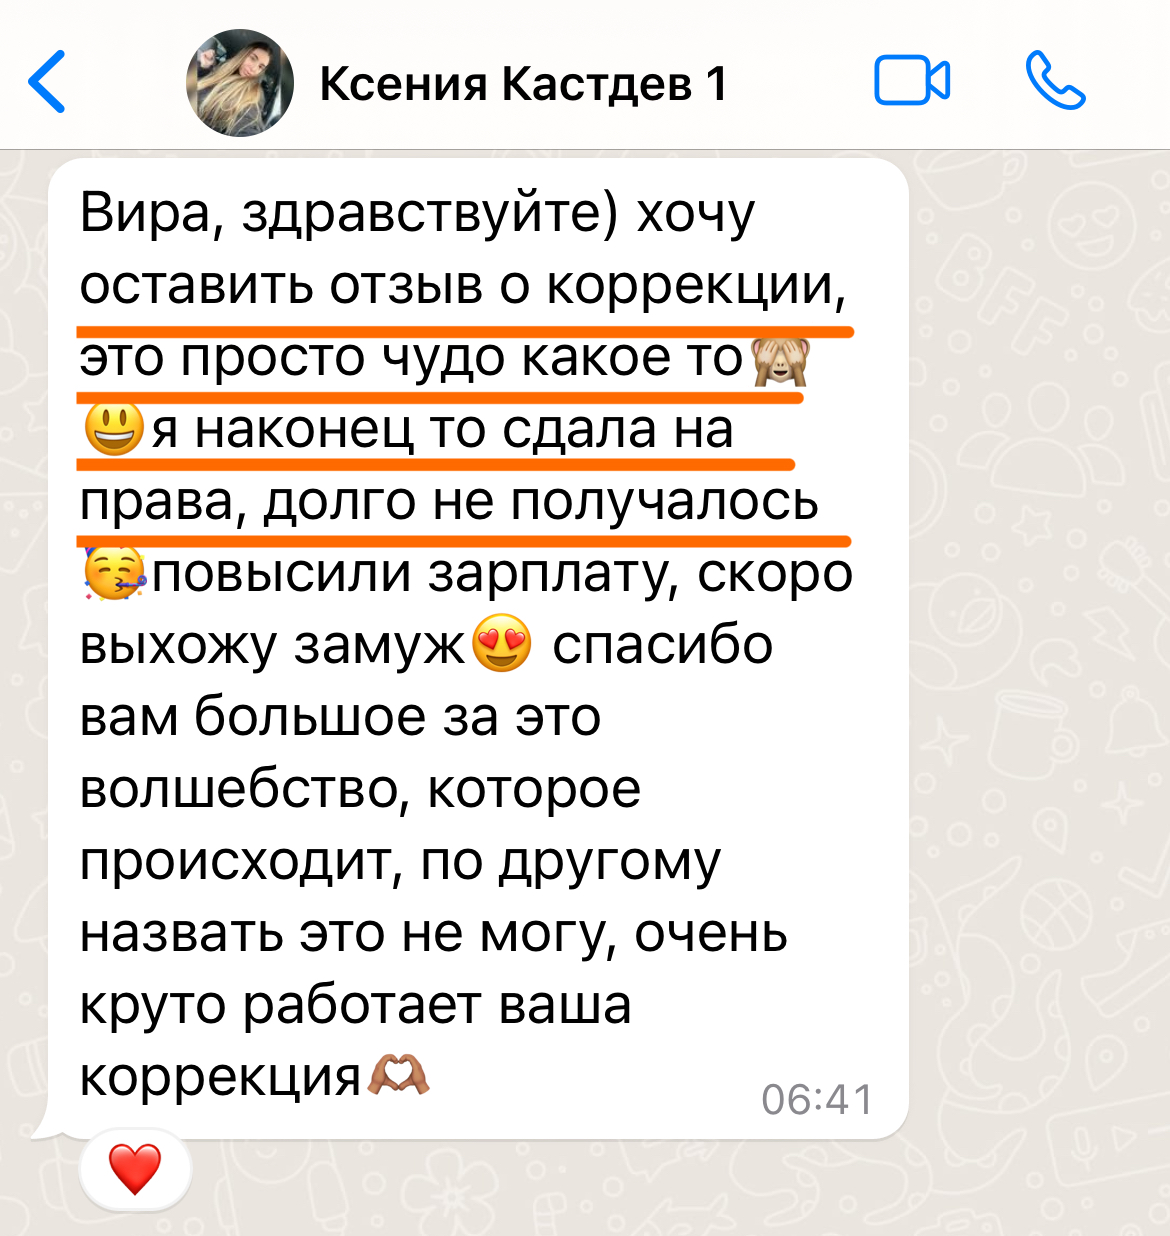 Ксения Кастдев 1
Вира, здравствуйте) хочу
оставить отзыв о коррекции,
это просто чудо какое то🙈
😃я наконец то сдала на
права, долго не получалось
🥳повысили зарплату, скоро
выхожу замуж😍 спасибо
вам большое за это
волшебство, которое
происходит, по другому
назвать это не могу, очень
круто работает ваша
коррекция🫶🏽
06:41